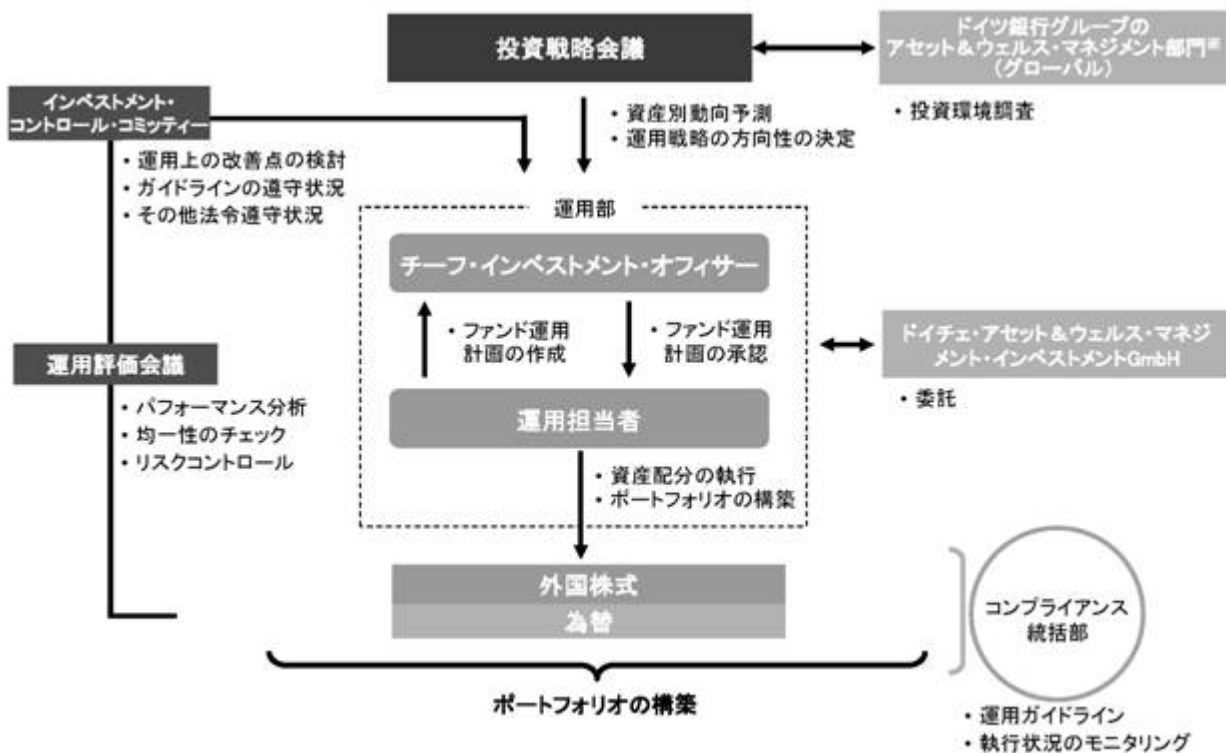 投資戦略会議
ドイツ銀行グループの
アセット&ウェルス・マネジメント部門※
(グローバル)
・投資環境調査
インベストメント・
コントロール・コミッティー
・運用上の改善点の検討
・ガイドラインの遵守状況
・その他法令遵守状況
・資産別動向予測
・運用戦略の方向性の決定
運用部
チーフ・インベストメント・オフィサー
・ファンド運用
計画の作成
・ファンド運用
計画の承認
ドイチェ・アセット&ウェルス・マネジ
メント・インベストメントGmbH
・委託
運用評価会議
・パフォーマンス分析
・均一性のチェック
・リスクコントロール
運用担当者
・資産配分の執行
・ポートフォリオの構築
外国株式
為替
コンプライアンス
統括部
ポートフォリオの構築
・運用ガイドライン
・執行状況のモニタリング